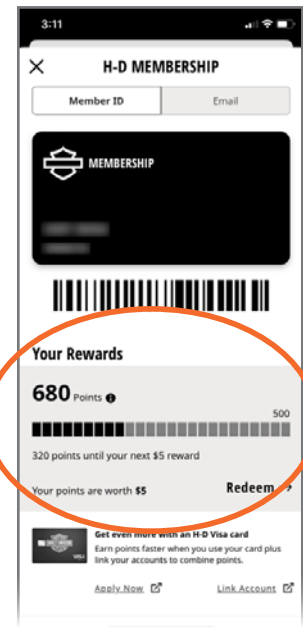 3:11
H-D MEMBERSHIP
Member ID
Email
MEMBERSHIP
Your Rewards
680 Points
500
320 points until your next $5 reward
Your points are worth $5
Redeem
Get even more with an H-D Visa card
Earn points faster when you use your card plus
link your accounts to combine points.
VISA
Apply Now
Link Account